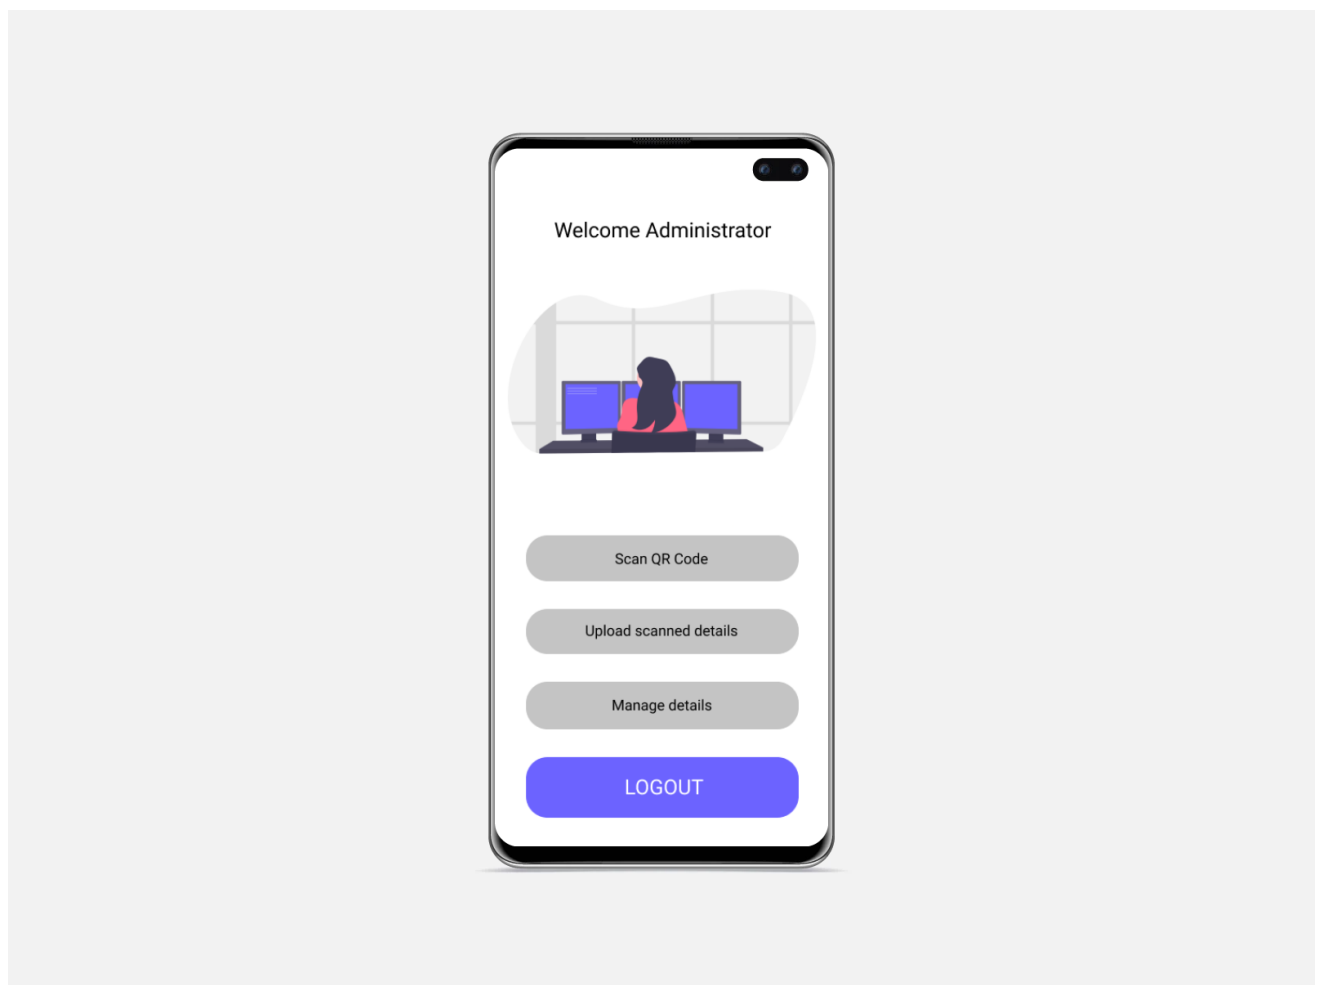 Welcome Administrator
Scan QR Code
Upload scanned details
Manage details
LOGOUT